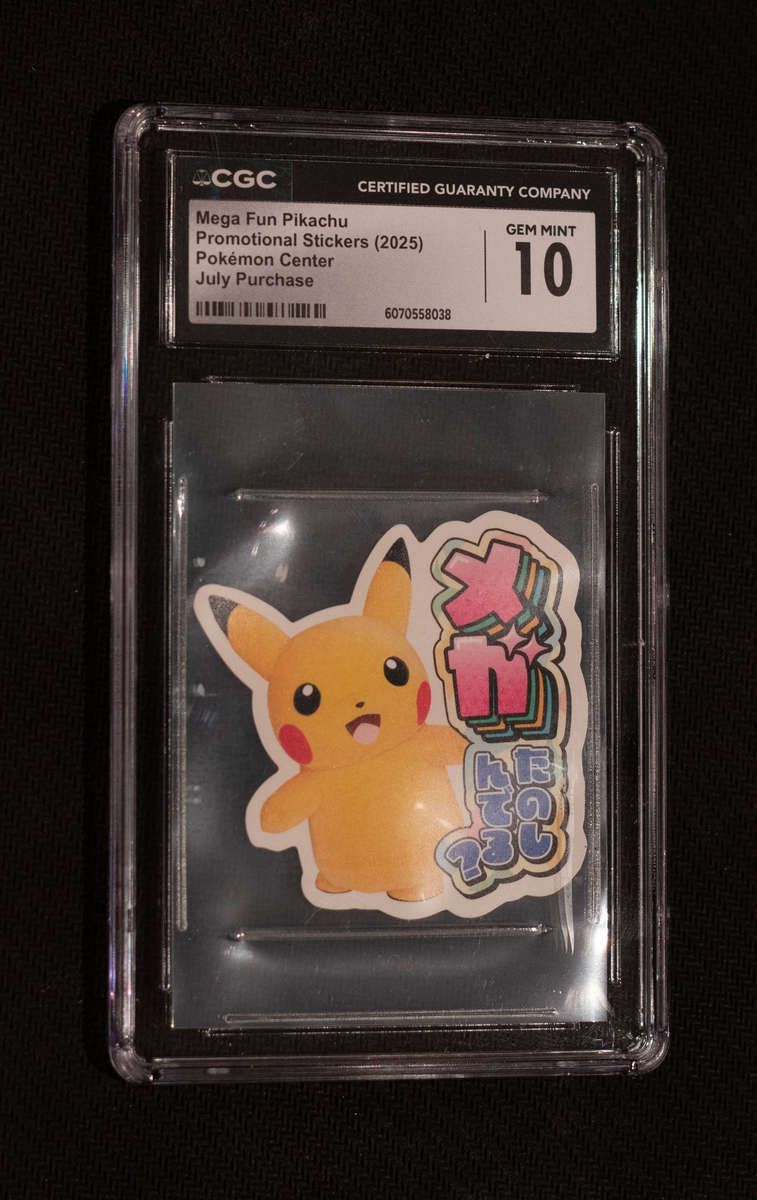 CGC
CERTIFIED GUARANTY COMPANY
Mega Fun Pikachu
Promotional Stickers (2025)
Pokémon Center
July Purchase
GEM MINT
10
6070558038
メガ
たのし
んでる
?